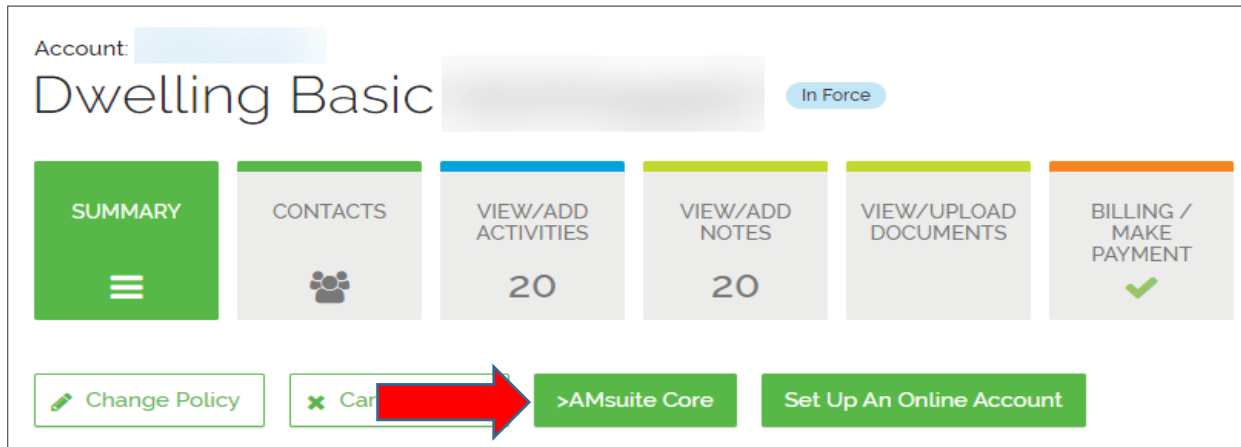 Account:
Dwelling Basic
In Force
SUMMARY
CONTACTS
VIEW/ADD
ACTIVITIES
20
VIEW/ADD
NOTES
20
VIEW/UPLOAD
DOCUMENTS
BILLING /
MAKE
PAYMENT
Change Policy
>AMsuite Core
Set Up An Online Account